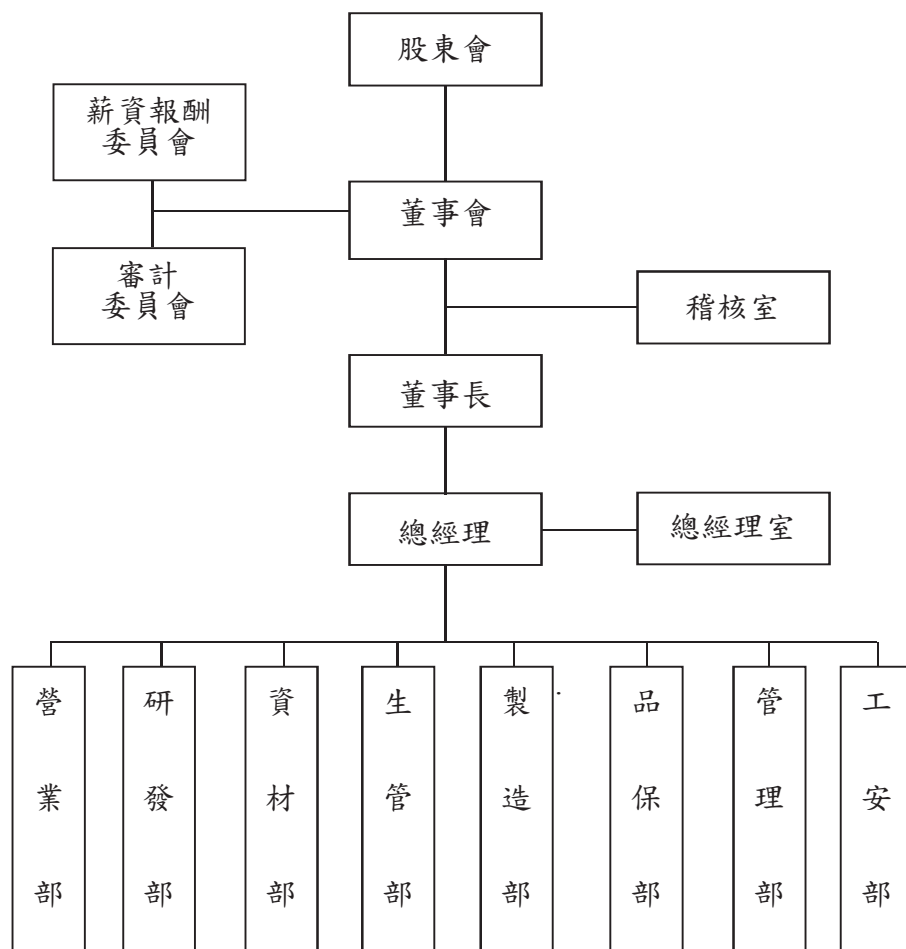 股東會
薪資報酬
委員會
董事會
審計
委員會
稽核室
董事長
總經理
總經理室
營業部
研發部
資材部
生管部
製造部
品保部
管理部
工安部